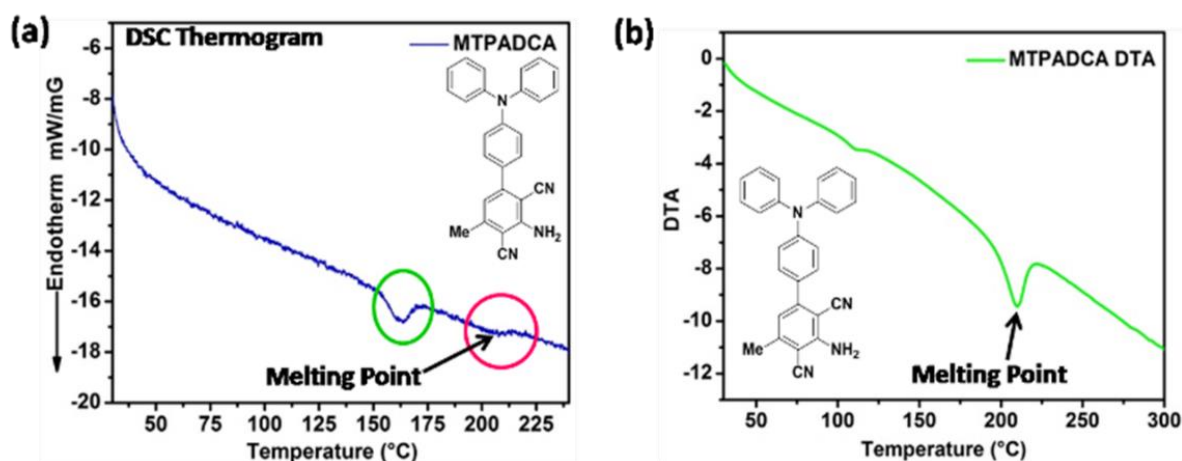 (a)
DSC Thermogram
MTPADCA
N
CN
Me
NH₂
CN
Melting Point
Endotherm mW/mG
-6
-8
-10
-12
-14
-16
-18
-20
50 75 100 125 150 175 200 225
Temperature (°C)
(b)
MTPADCA DTA
N
CN
Me
NH₂
CN
Melting Point
DTA
0
-2
-4
-6
-8
-10
-12
50 100 150 200 250 300
Temperature (°C)